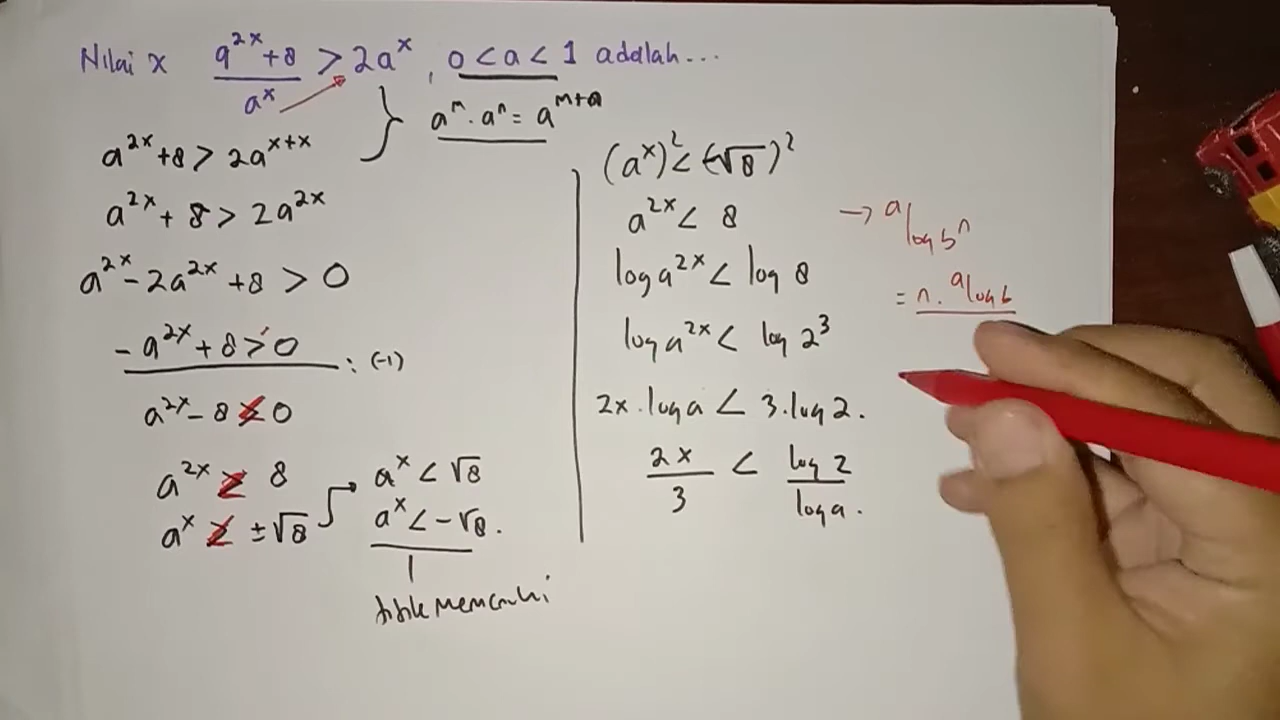 Nilai x (a^2x + 8)/a^x > 2a^x , 0 < a < 1 adalah...
a^m . a^n = a^m+n
a^2x + 8 > 2a^x+x
a^2x + 8 > 2a^2x
a^2x - 2a^2x + 8 > 0
- a^2x + 8 > 0 : (-1)
a^2x - 8 < 0
a^2x < 8
a^x < ±√8
a^x < √8
a^x < -√8.
tidak memenuhi
(a^x)^2 < (√8)^2
a^2x < 8
log a^2x < log 8
log a^2x < log 2^3
2x . log a < 3 . log 2.
2x/3 < log 2/log a.
→ ^a log b^n
= n . ^a log b